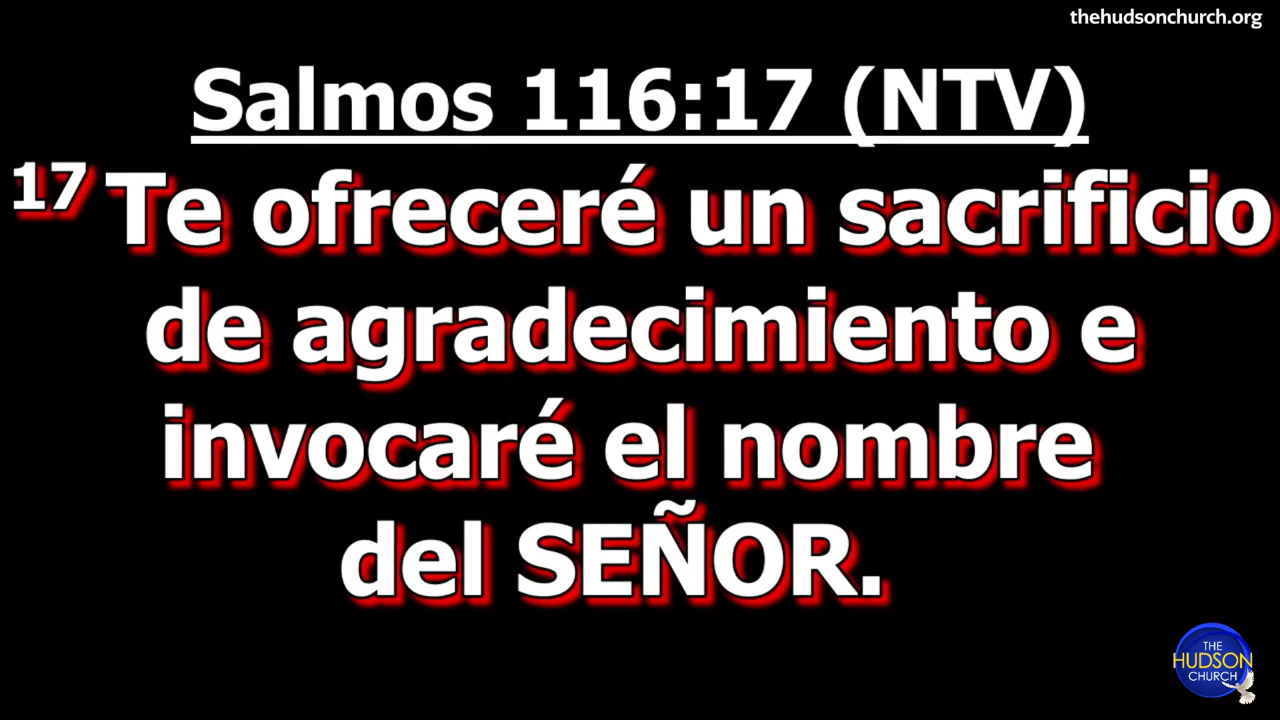 thehudsonchurch.org
Salmos 116:17 (NTV)
17 Te ofreceré un sacrificio
de agradecimiento e
invocaré el nombre
del SEÑOR.
THE
HUDSON
CHURCH